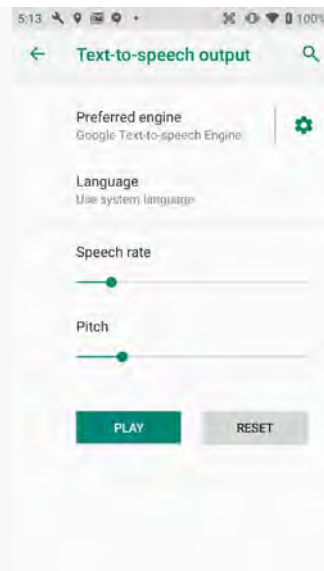 5:13 100%
Text-to-speech output
Preferred engine
Google Text-to-speech Engine
Language
Use system language
Speech rate
Pitch
PLAY RESET